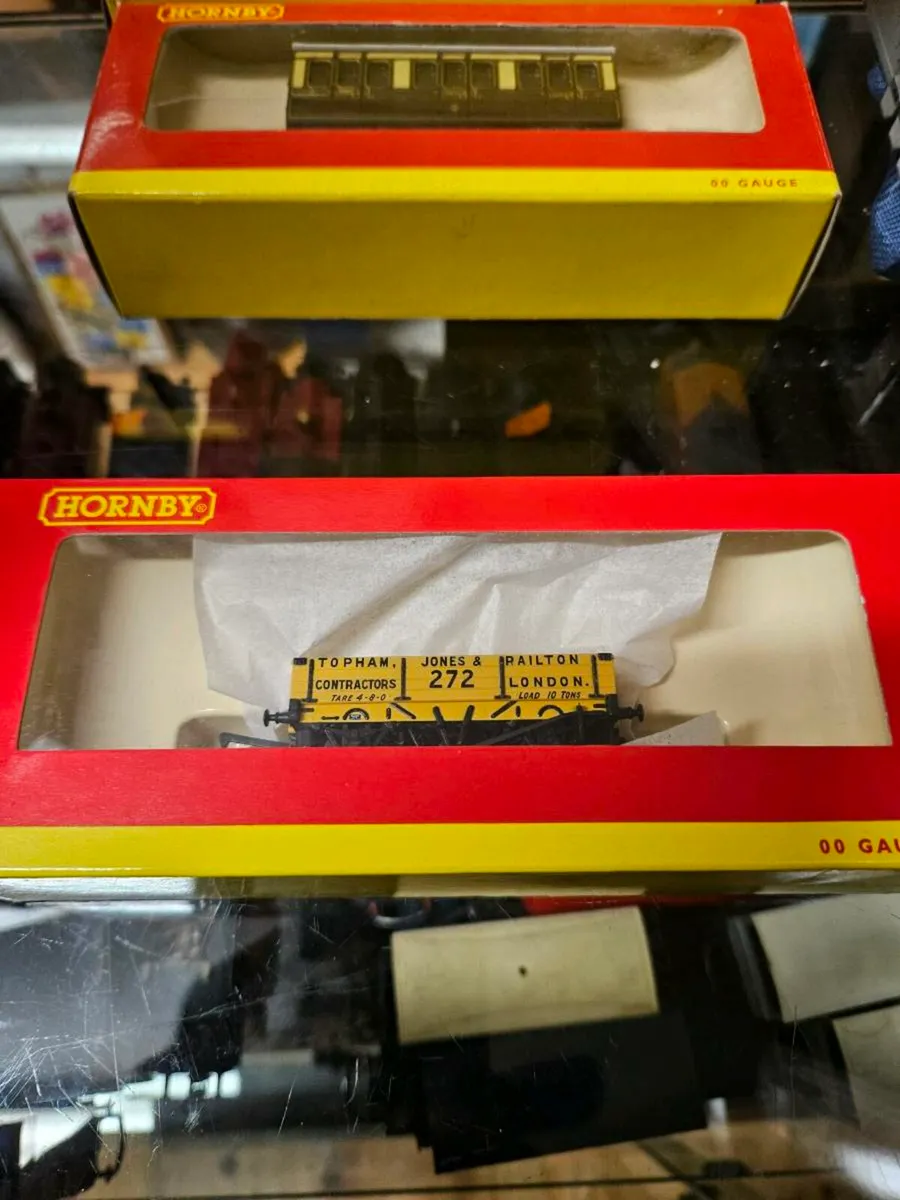 HORNBY
00 GAUGE
HORNBY®
TOPHAM, JONES & RAILTON
CONTRACTORS 272 LONDON.
TARE 4-8-0 LOAD 10 TONS
00 GAU